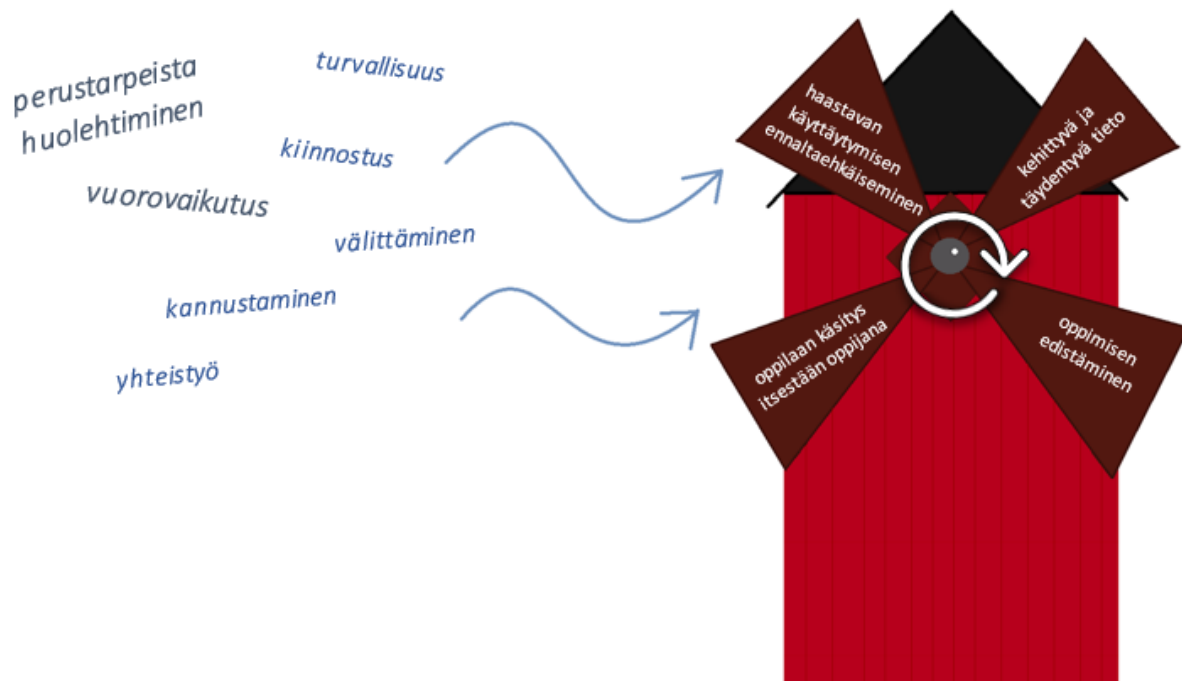 perustarpeista
huolehtiminen
turvallisuus
kiinnostus
vuorovaikutus
välittäminen
kannustaminen
yhteistyö
haastavan
käyttäytymisen
ennaltaehkäiseminen
kehittyvä ja
täydentyvä tieto
oppilaan käsitys
itsestään oppijana
oppimisen
edistäminen